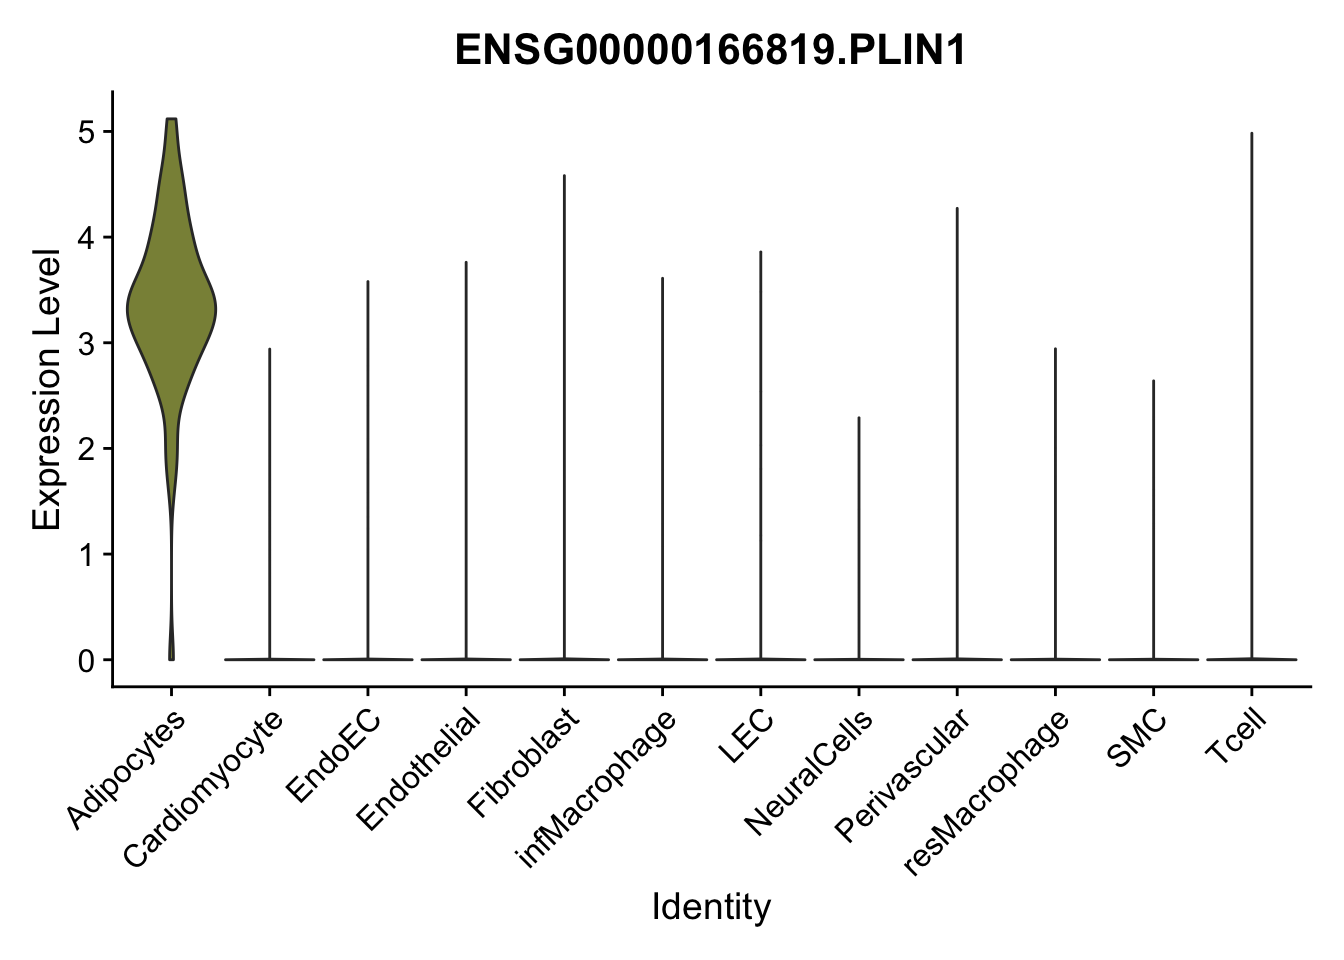 ENSG00000166819.PLIN1
Expression Level
5
4
3
2
1
0
Adipocytes
Cardiomyocyte
EndoEC
Endothelial
Fibroblast
infMacrophage
LEC
NeuralCells
Perivascular
resMacrophage
SMC
Tcell
Identity